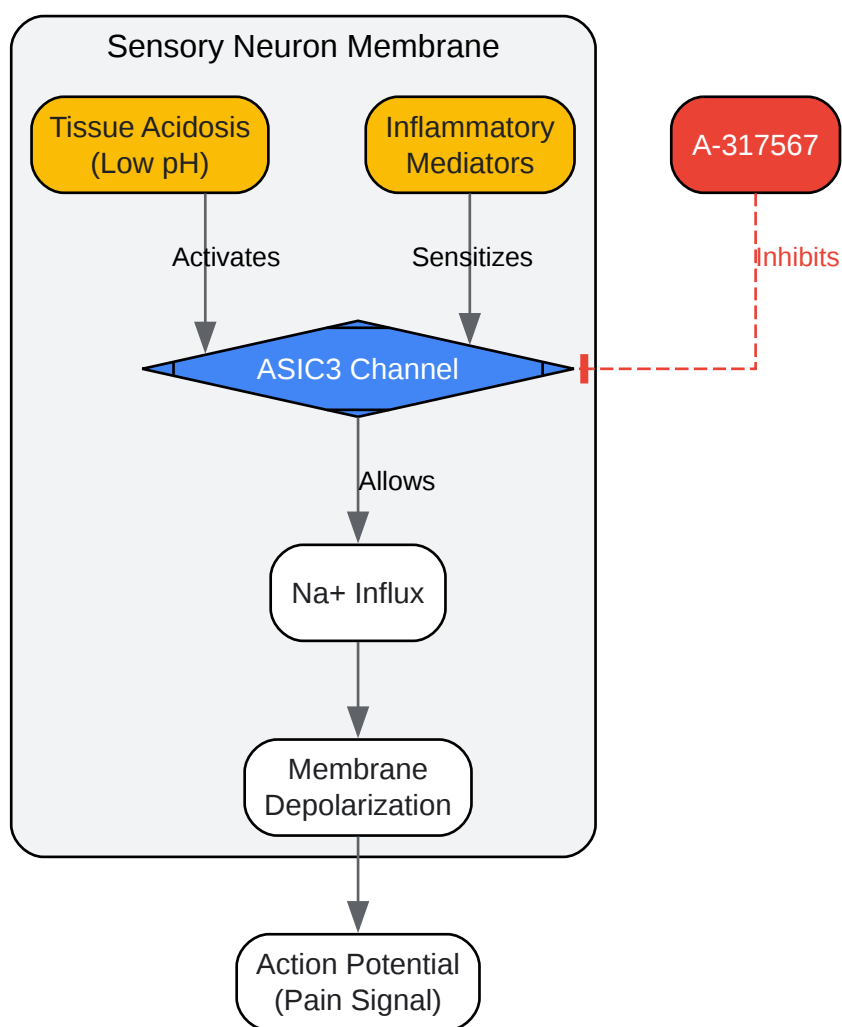 Sensory Neuron Membrane
Tissue Acidosis
(Low pH)
Inflammatory
Mediators
A-317567
Activates
Sensitizes
Inhibits
ASIC3 Channel
Allows
Na+ Influx
Membrane
Depolarization
Action Potential
(Pain Signal)